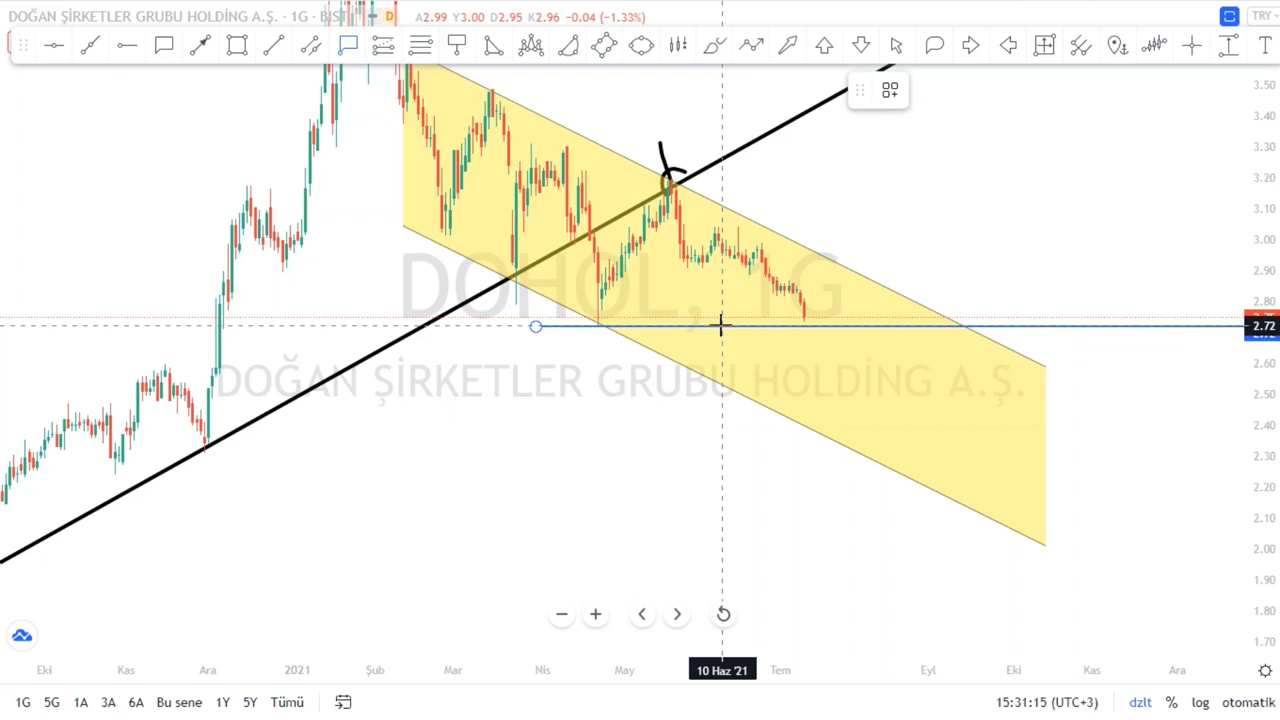 DOĞAN ŞİRKETLER GRUBU HOLDİNG A.Ş. · 1G · BIST D A2.99 Y3.00 D2.95 K2.96 −0.04 (−1.33%)
TRY
T
3.50
3.40
3.30
3.20
3.10
3.00
2.90
2.80
2.72
2.60
2.50
2.40
2.30
2.20
2.10
2.00
1.90
1.80
1.70
DOHOL, 1G
DOĞAN ŞİRKETLER GRUBU HOLDİNG A.Ş.
Eki Kas Ara 2021 Şub Mar Nis May 10 Haz '21 Tem Eyl Eki Kas Ara
1G 5G 1A 3A 6A Bu sene 1Y 5Y Tümü 15:31:15 (UTC+3) dzlt % log otomatik